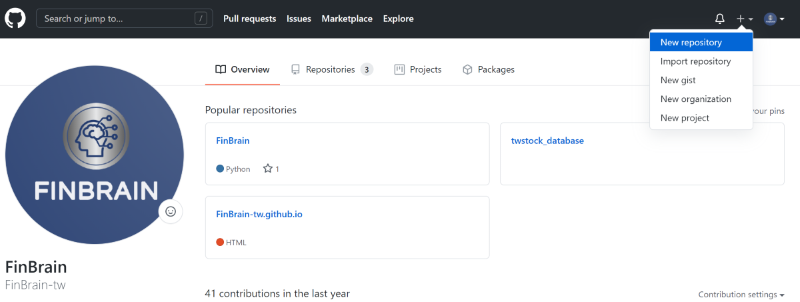 Search or jump to...
/
Pull requests
Issues
Marketplace
Explore
New repository
Import repository
New gist
New organization
New project
Overview
Repositories 3
Projects
Packages
Popular repositories
your pins
FinBrain
Python
1
twstock_database
FinBrain-tw.github.io
HTML
FINBRAIN
FinBrain
FinBrain-tw
41 contributions in the last year
Contribution settings